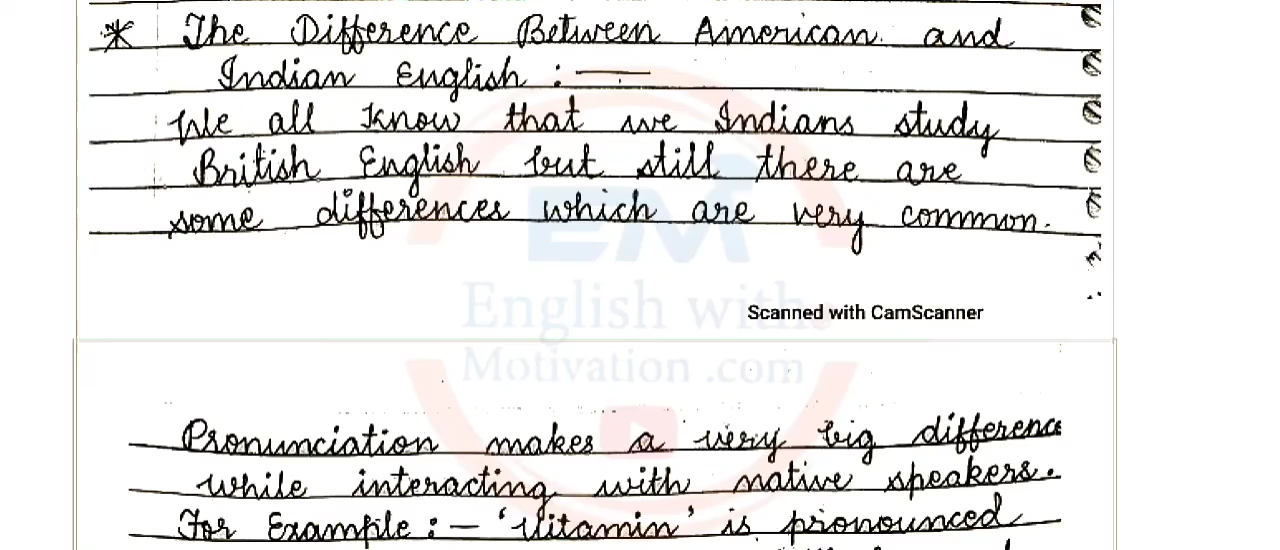 * The Difference Between American and
Indian English : —
We all know that we Indians study
British English but still there are
some differences which are very common.
EM
English with
Scanned with CamScanner
Motivation .com
Pronunciation makes a very big difference
while interacting with native speakers.
For Example : – 'Vitamin' is pronounced